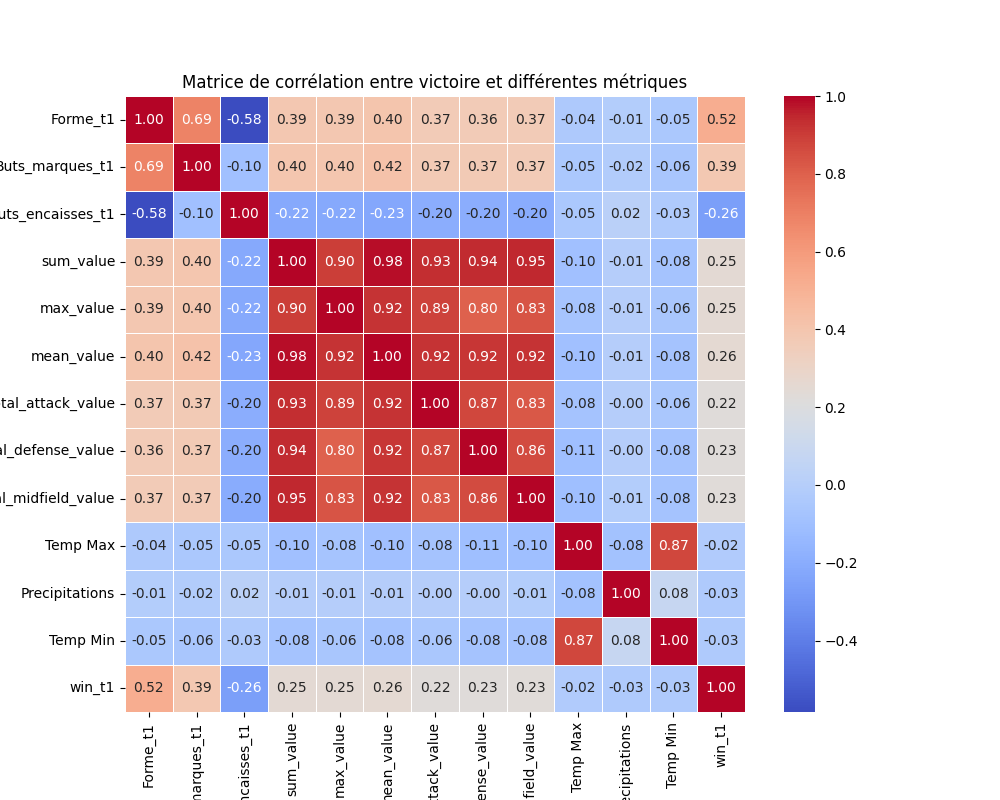 Matrice de corrélation entre victoire et différentes métriques
Forme_t1 1.00 0.69 -0.58 0.39 0.39 0.40 0.37 0.36 0.37 -0.04 -0.01 -0.05 0.52
Buts_marques_t1 0.69 1.00 -0.10 0.40 0.40 0.42 0.37 0.37 0.37 -0.05 -0.02 -0.06 0.39
uts_encaisses_t1 -0.58 -0.10 1.00 -0.22 -0.22 -0.23 -0.20 -0.20 -0.20 -0.05 0.02 -0.03 -0.26
sum_value 0.39 0.40 -0.22 1.00 0.90 0.98 0.93 0.94 0.95 -0.10 -0.01 -0.08 0.25
max_value 0.39 0.40 -0.22 0.90 1.00 0.92 0.89 0.80 0.83 -0.08 -0.01 -0.06 0.25
mean_value 0.40 0.42 -0.23 0.98 0.92 1.00 0.92 0.92 0.92 -0.10 -0.01 -0.08 0.26
otal_attack_value 0.37 0.37 -0.20 0.93 0.89 0.92 1.00 0.87 0.83 -0.08 -0.00 -0.06 0.22
al_defense_value 0.36 0.37 -0.20 0.94 0.80 0.92 0.87 1.00 0.86 -0.11 -0.00 -0.08 0.23
l_midfield_value 0.37 0.37 -0.20 0.95 0.83 0.92 0.83 0.86 1.00 -0.10 -0.01 -0.08 0.23
Temp Max -0.04 -0.05 -0.05 -0.10 -0.08 -0.10 -0.08 -0.11 -0.10 1.00 -0.08 0.87 -0.02
Precipitations -0.01 -0.02 0.02 -0.01 -0.01 -0.01 -0.00 -0.00 -0.01 -0.08 1.00 0.08 -0.03
Temp Min -0.05 -0.06 -0.03 -0.08 -0.06 -0.08 -0.06 -0.08 -0.08 0.87 0.08 1.00 -0.03
win_t1 0.52 0.39 -0.26 0.25 0.25 0.26 0.22 0.23 0.23 -0.02 -0.03 -0.03 1.00
Forme_t1
marques_t1
ncaisses_t1
sum_value
max_value
mean_value
ttack_value
ense_value
field_value
Temp Max
ecipitations
Temp Min
win_t1
1.0
0.8
0.6
0.4
0.2
0.0
−0.2
−0.4